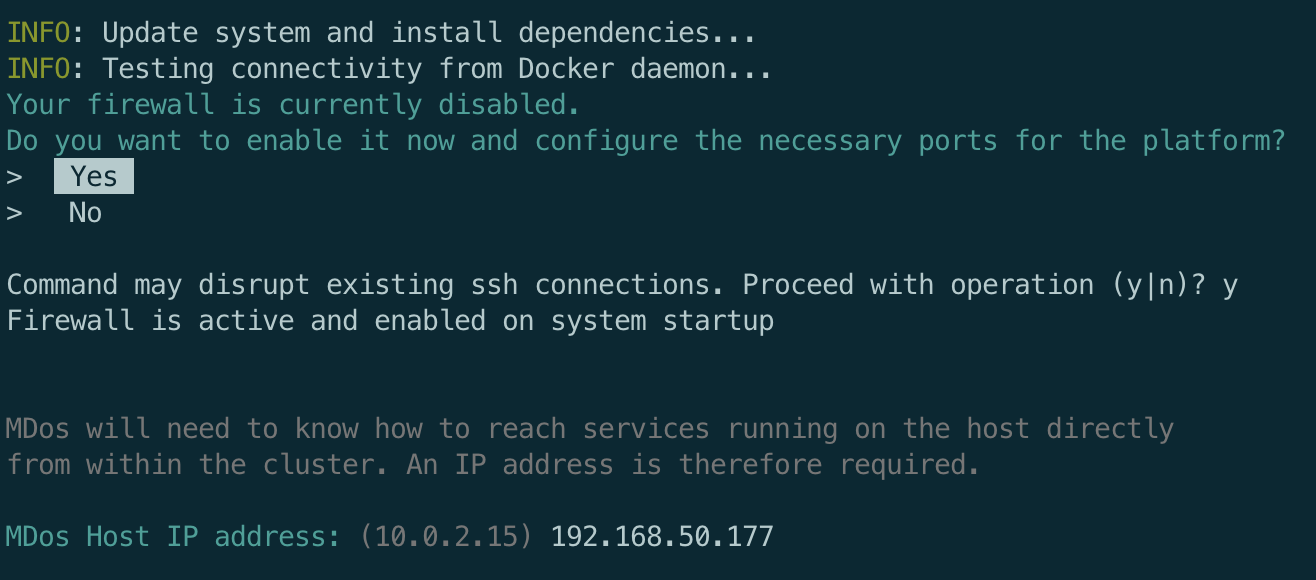 INFO: Update system and install dependencies...
INFO: Testing connectivity from Docker daemon...
Your firewall is currently disabled.
Do you want to enable it now and configure the necessary ports for the platform?
> Yes
> No
Command may disrupt existing ssh connections. Proceed with operation (y|n)? y
Firewall is active and enabled on system startup
MDos will need to know how to reach services running on the host directly
from within the cluster. An IP address is therefore required.
MDos Host IP address: (10.0.2.15) 192.168.50.177